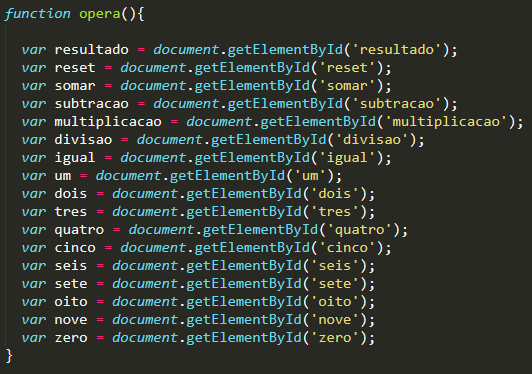 function opera(){
var resultado = document.getElementById('resultado');
var reset = document.getElementById('reset');
var somar = document.getElementById('somar');
var subtracao = document.getElementById('subtracao');
var multiplicacao = document.getElementById('multiplicacao');
var divisao = document.getElementById('divisao');
var igual = document.getElementById('igual');
var um = document.getElementById('um');
var dois = document.getElementById('dois');
var tres = document.getElementById('tres');
var quatro = document.getElementById('quatro');
var cinco = document.getElementById('cinco');
var seis = document.getElementById('seis');
var sete = document.getElementById('sete');
var oito = document.getElementById('oito');
var nove = document.getElementById('nove');
var zero = document.getElementById('zero');
}